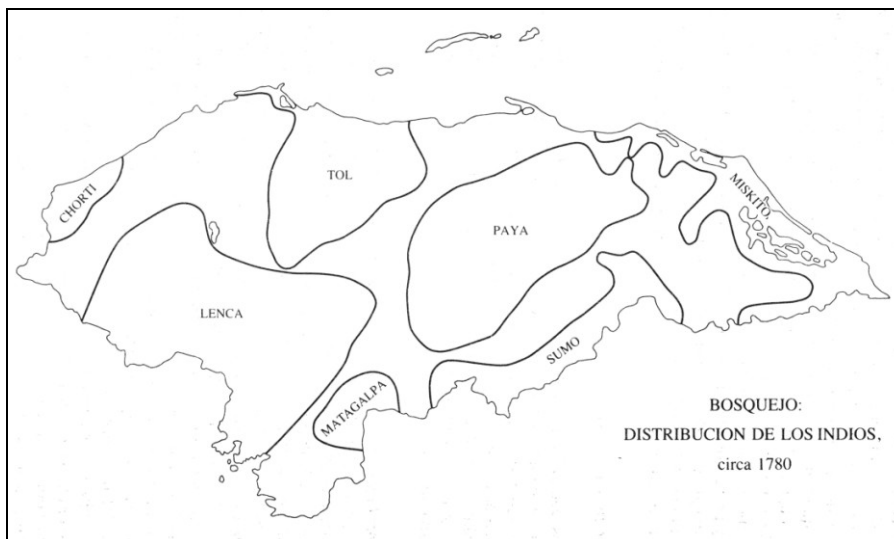 CHORTI
TOL
MISKITO,
PAYA
LENCA
SUMO
MATAGALPA
BOSQUEJO:
DISTRIBUCION DE LOS INDIOS,
circa 1780